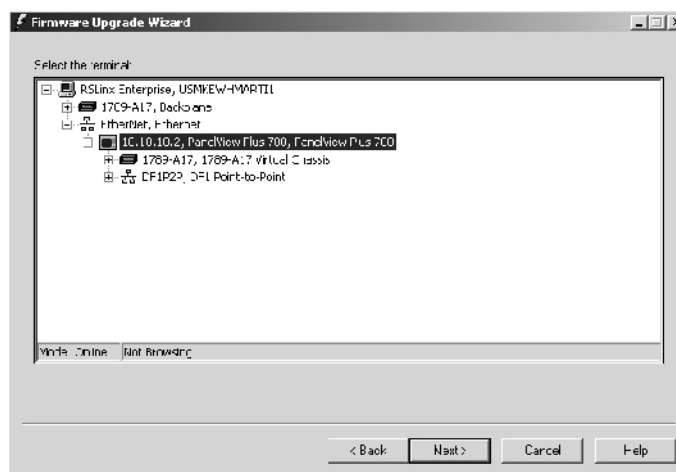 Firmware Upgrade Wizard
Select the terminal:
RSLinx Enterprise, USMKEWHMARTI1
1789-A17, Backplane
EtherNet, Ethernet
10.10.10.2, PanelView Plus 700, PanelView Plus 700
1789-A17, 1789-A17 Virtual Chassis
DF1P2P, DF1 Point-to-Point
Mode: Online Not Browsing
< Back Next > Cancel Help